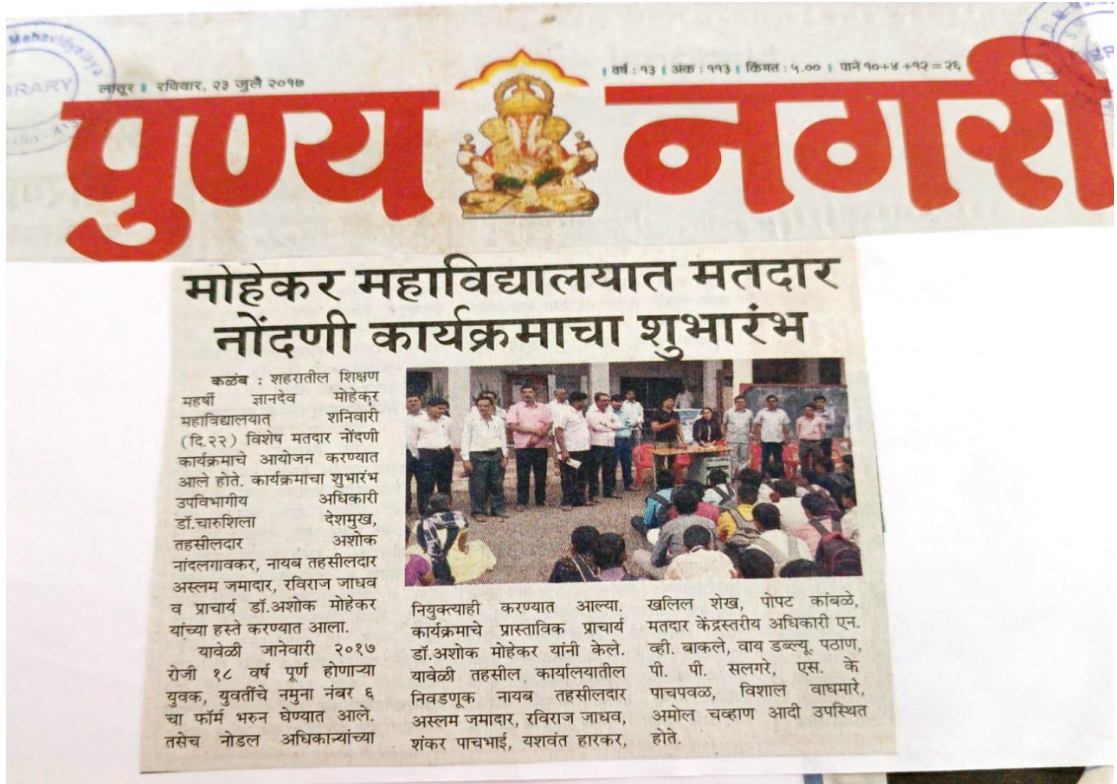 Mahavidyalaya
लातूर ॥ रविवार, २३ जुलै २०१७
वर्ष : १३ | अंक : ११३ | किंमत : ५.०० | पाने १०+४+१२=२६
पुण्य नगरी
मोहेकर महाविद्यालयात मतदार
नोंदणी कार्यक्रमाचा शुभारंभ
कळंब : शहरातील शिक्षण
महर्षी ज्ञानदेव मोहेकर
महाविद्यालयात शनिवारी
(दि.२२) विशेष मतदार नोंदणी
कार्यक्रमाचे आयोजन करण्यात
आले होते. कार्यक्रमाचा शुभारंभ
उपविभागीय अधिकारी
डॉ.चारुशिला देशमुख,
तहसीलदार अशोक
नांदलगावकर, नायब तहसीलदार
अस्लम जमादार, रविराज जाधव
व प्राचार्य डॉ.अशोक मोहेकर
यांच्या हस्ते करण्यात आला.
यावेळी जानेवारी २०१७
रोजी १८ वर्ष पूर्ण होणाऱ्या
युवक, युवतींचे नमुना नंबर ६
चा फॉर्म भरुन घेण्यात आले.
तसेच नोडल अधिकाऱ्यांच्या
नियुक्त्याही करण्यात आल्या.
कार्यक्रमाचे प्रास्ताविक प्राचार्य
डॉ.अशोक मोहेकर यांनी केले.
यावेळी तहसील कार्यालयातील
निवडणूक नायब तहसीलदार
अस्लम जमादार, रविराज जाधव,
शंकर पाचभाई, यशवंत हारकर,
खलिल शेख, पोपट कांबळे,
मतदार केंद्रस्तरीय अधिकारी एन.
व्ही. बाकले, वाय डब्ल्यू. पठाण,
पी. पी. सलगरे, एस. के
पाचपवळ, विशाल वाघमारे,
अमोल चव्हाण आदी उपस्थित
होते.